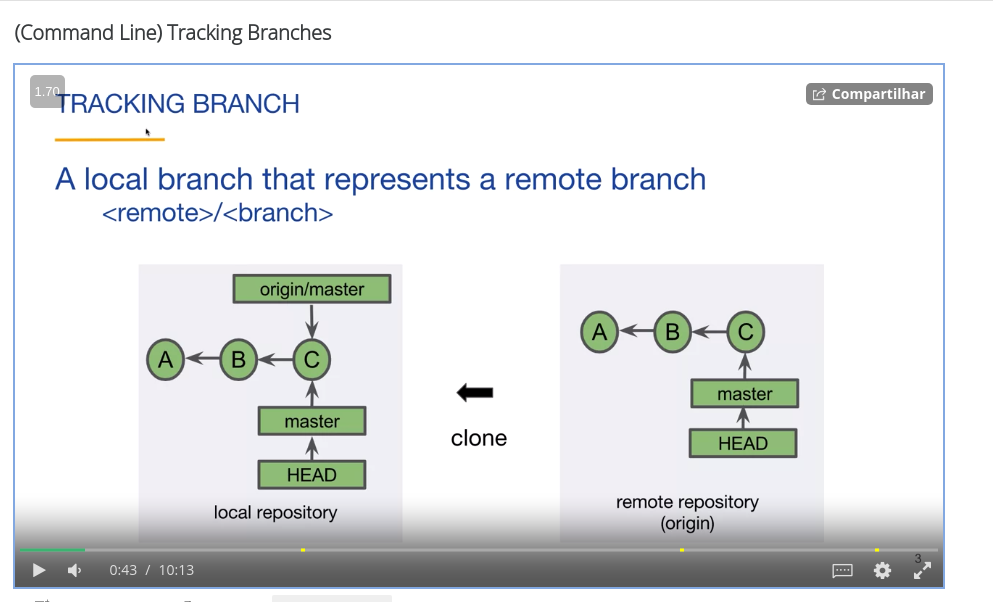 (Command Line) Tracking Branches
1.70
TRACKING BRANCH
Compartilhar
A local branch that represents a remote branch
<remote>/<branch>
origin/master
A
B
C
master
HEAD
local repository
clone
A
B
C
master
HEAD
remote repository
(origin)
0:43 / 10:13
3